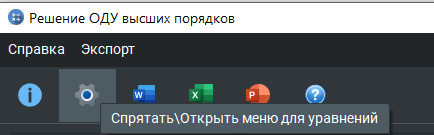 Решение ОДУ высших порядков
Справка Экспорт
Спрятать\Открыть меню для уравнений